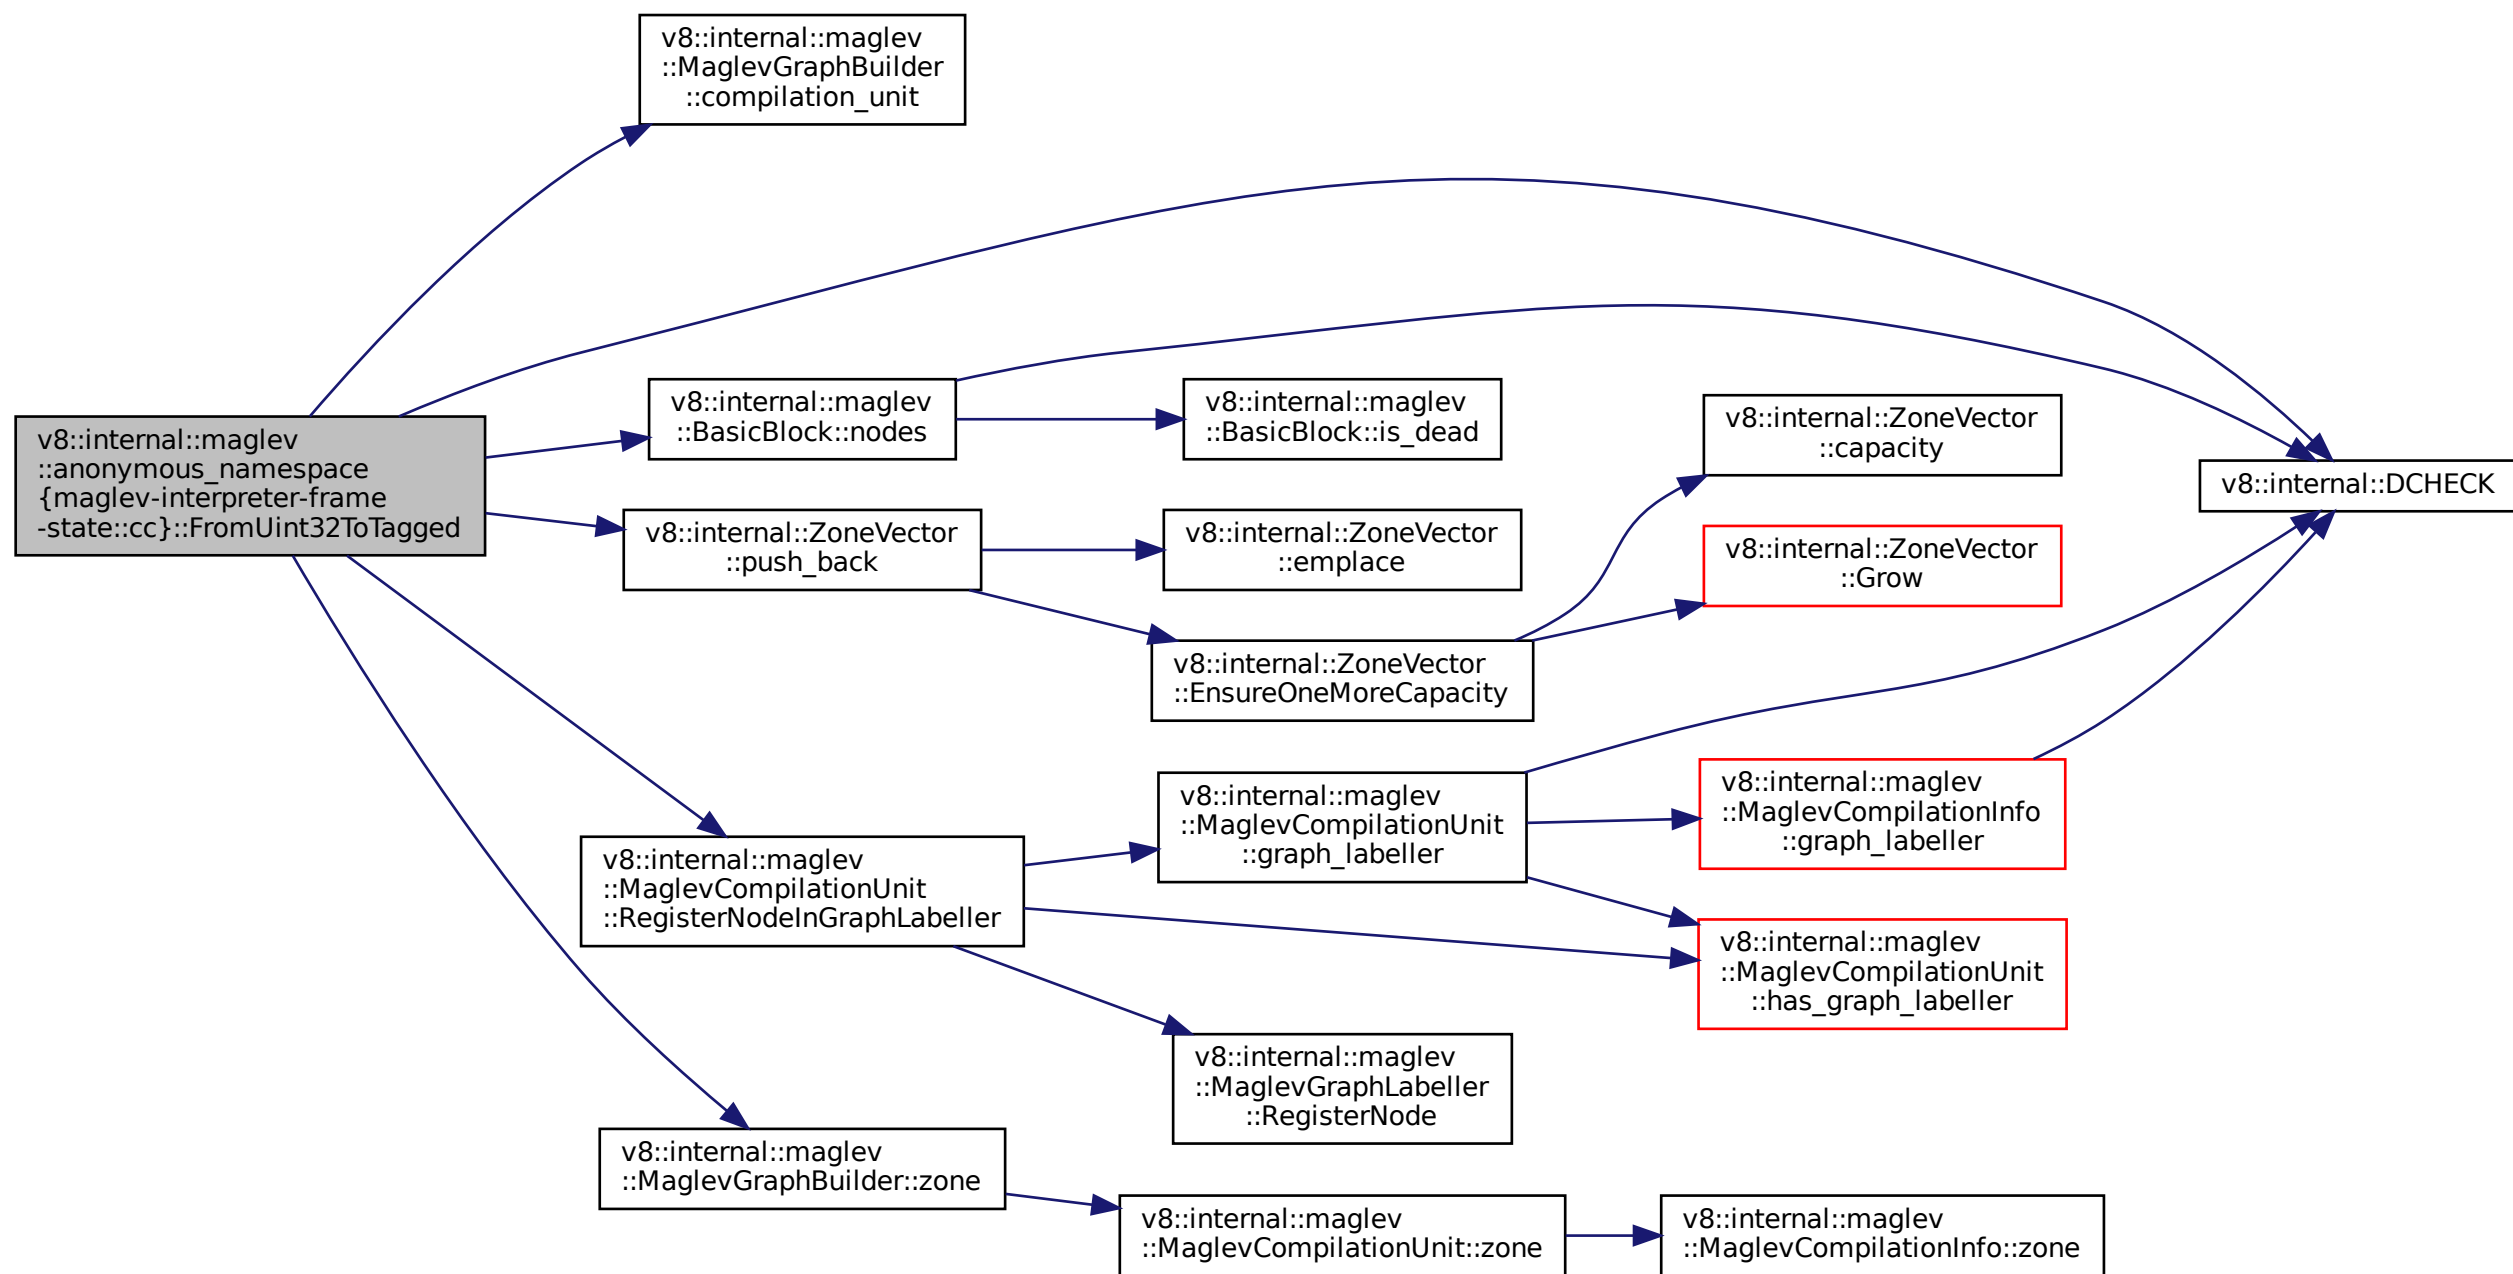 v8::internal::maglev
::MaglevGraphBuilder
::compilation_unit
v8::internal::maglev
::anonymous_namespace
{maglev-interpreter-frame
-state::cc}::FromUint32ToTagged
v8::internal::maglev
::BasicBlock::nodes
v8::internal::maglev
::BasicBlock::is_dead
v8::internal::ZoneVector
::capacity
v8::internal::DCHECK
v8::internal::ZoneVector
::push_back
v8::internal::ZoneVector
::emplace
v8::internal::ZoneVector
::Grow
v8::internal::ZoneVector
::EnsureOneMoreCapacity
v8::internal::maglev
::MaglevCompilationUnit
::RegisterNodeInGraphLabeller
v8::internal::maglev
::MaglevCompilationUnit
::graph_labeller
v8::internal::maglev
::MaglevCompilationInfo
::graph_labeller
v8::internal::maglev
::MaglevCompilationUnit
::has_graph_labeller
v8::internal::maglev
::MaglevGraphLabeller
::RegisterNode
v8::internal::maglev
::MaglevGraphBuilder::zone
v8::internal::maglev
::MaglevCompilationUnit::zone
v8::internal::maglev
::MaglevCompilationInfo::zone